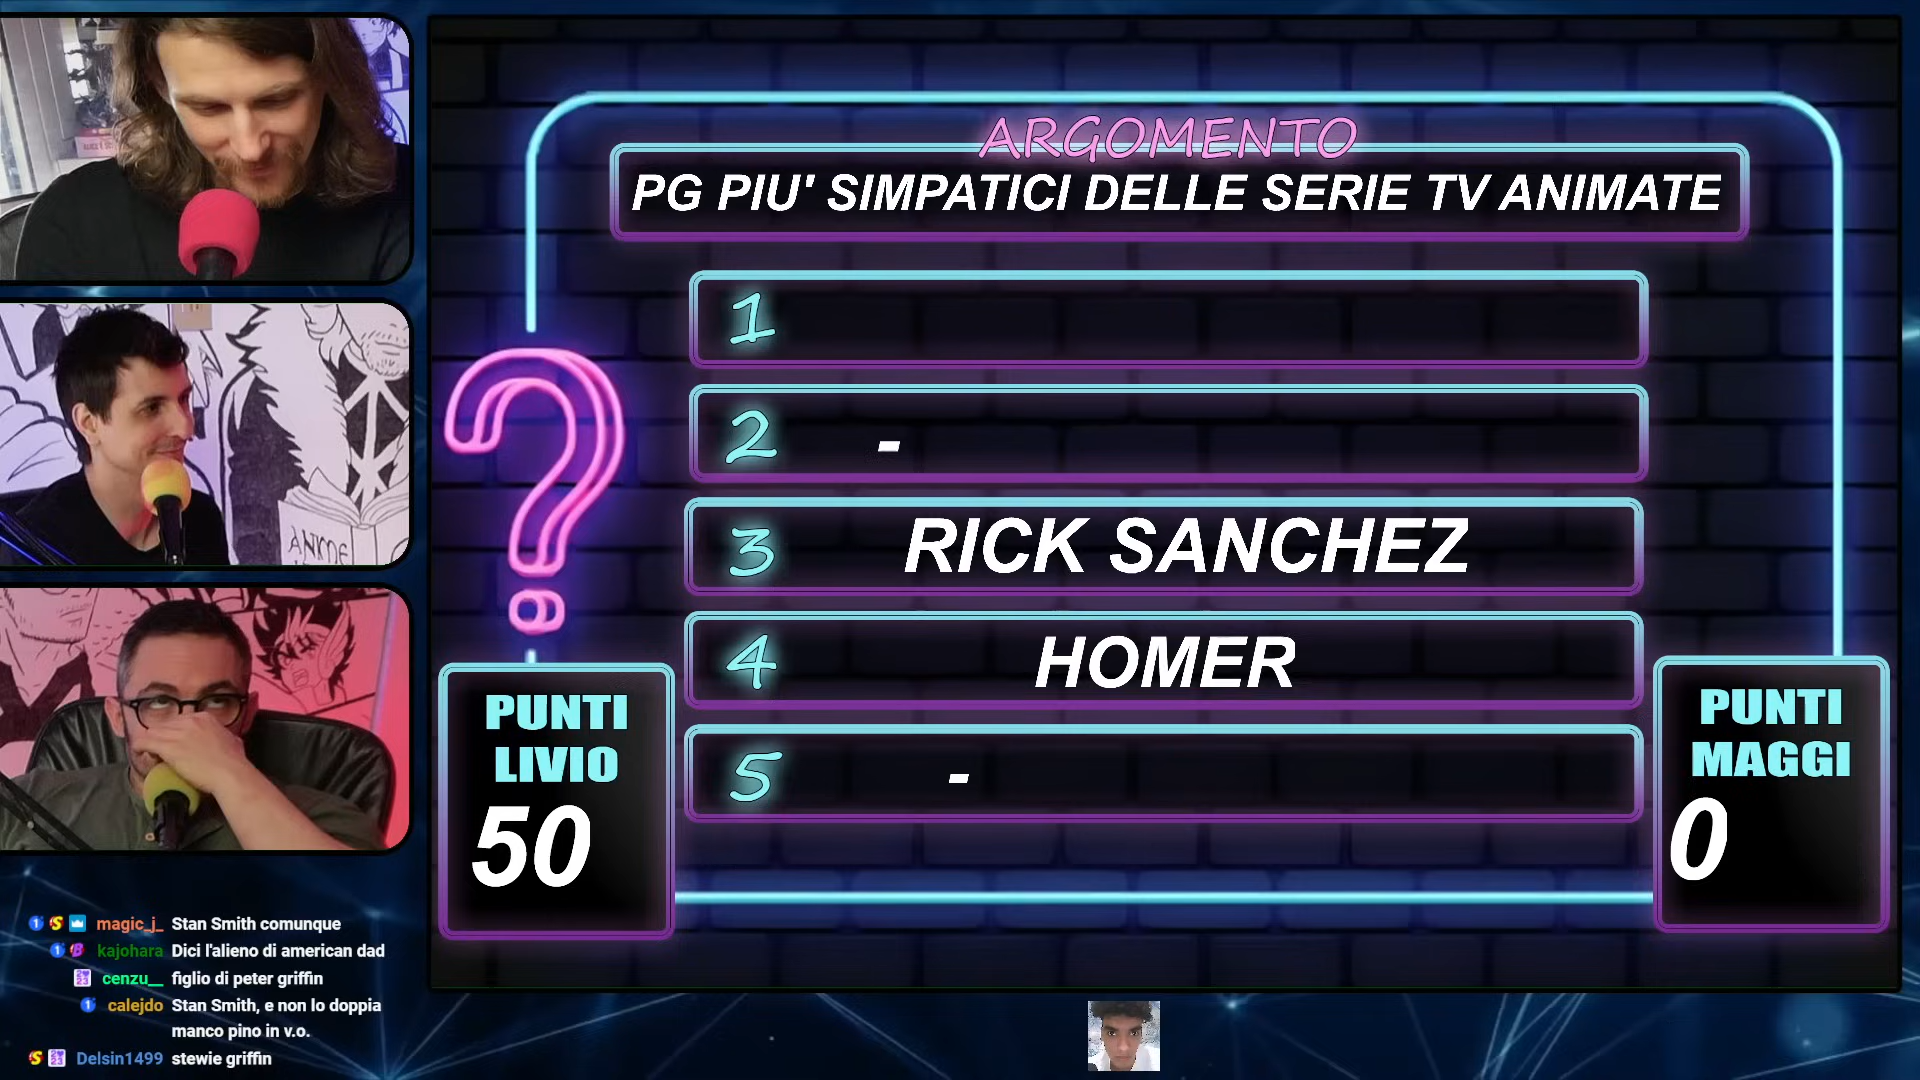 ARGOMENTO
PG PIU' SIMPATICI DELLE SERIE TV ANIMATE
1
2 -
3 RICK SANCHEZ
4 HOMER
5 -
PUNTI
LIVIO
50
PUNTI
MAGGI
0
ANIME
magic_j_ Stan Smith comunque
kajohara Dici l'alieno di american dad
cenzu__ figlio di peter griffin
calejdo Stan Smith, e non lo doppia
manco pino in v.o.
Delsin1499 stewie griffin